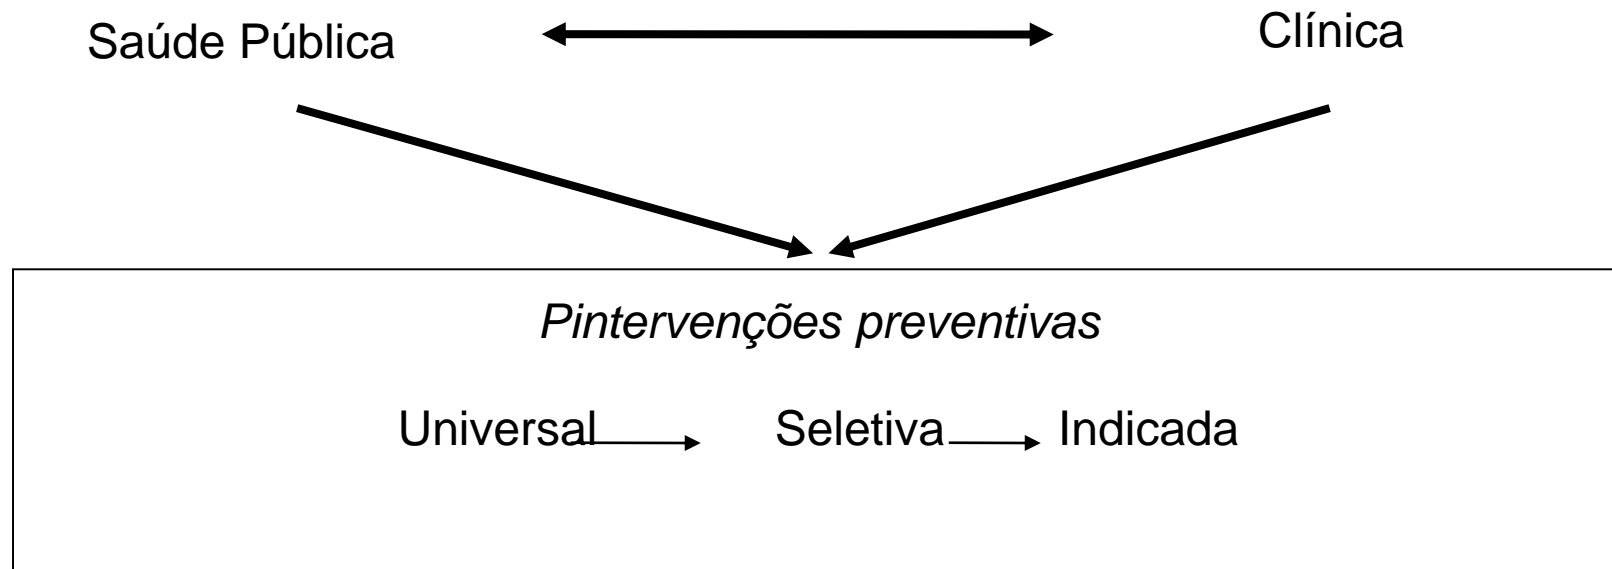 Saúde Pública
Clínica
Pintervenções preventivas
Universal Seletiva Indicada